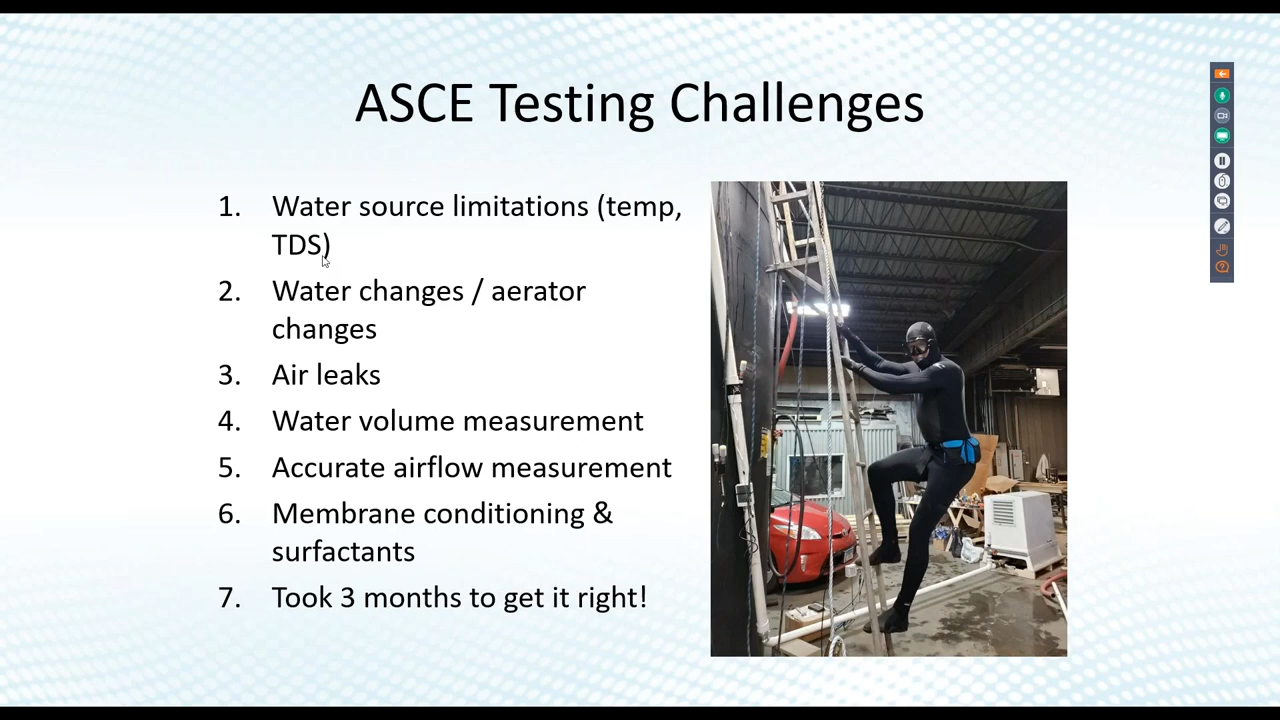 ASCE Testing Challenges
1. Water source limitations (temp,
TDS)
2. Water changes / aerator
changes
3. Air leaks
4. Water volume measurement
5. Accurate airflow measurement
6. Membrane conditioning &
surfactants
7. Took 3 months to get it right!